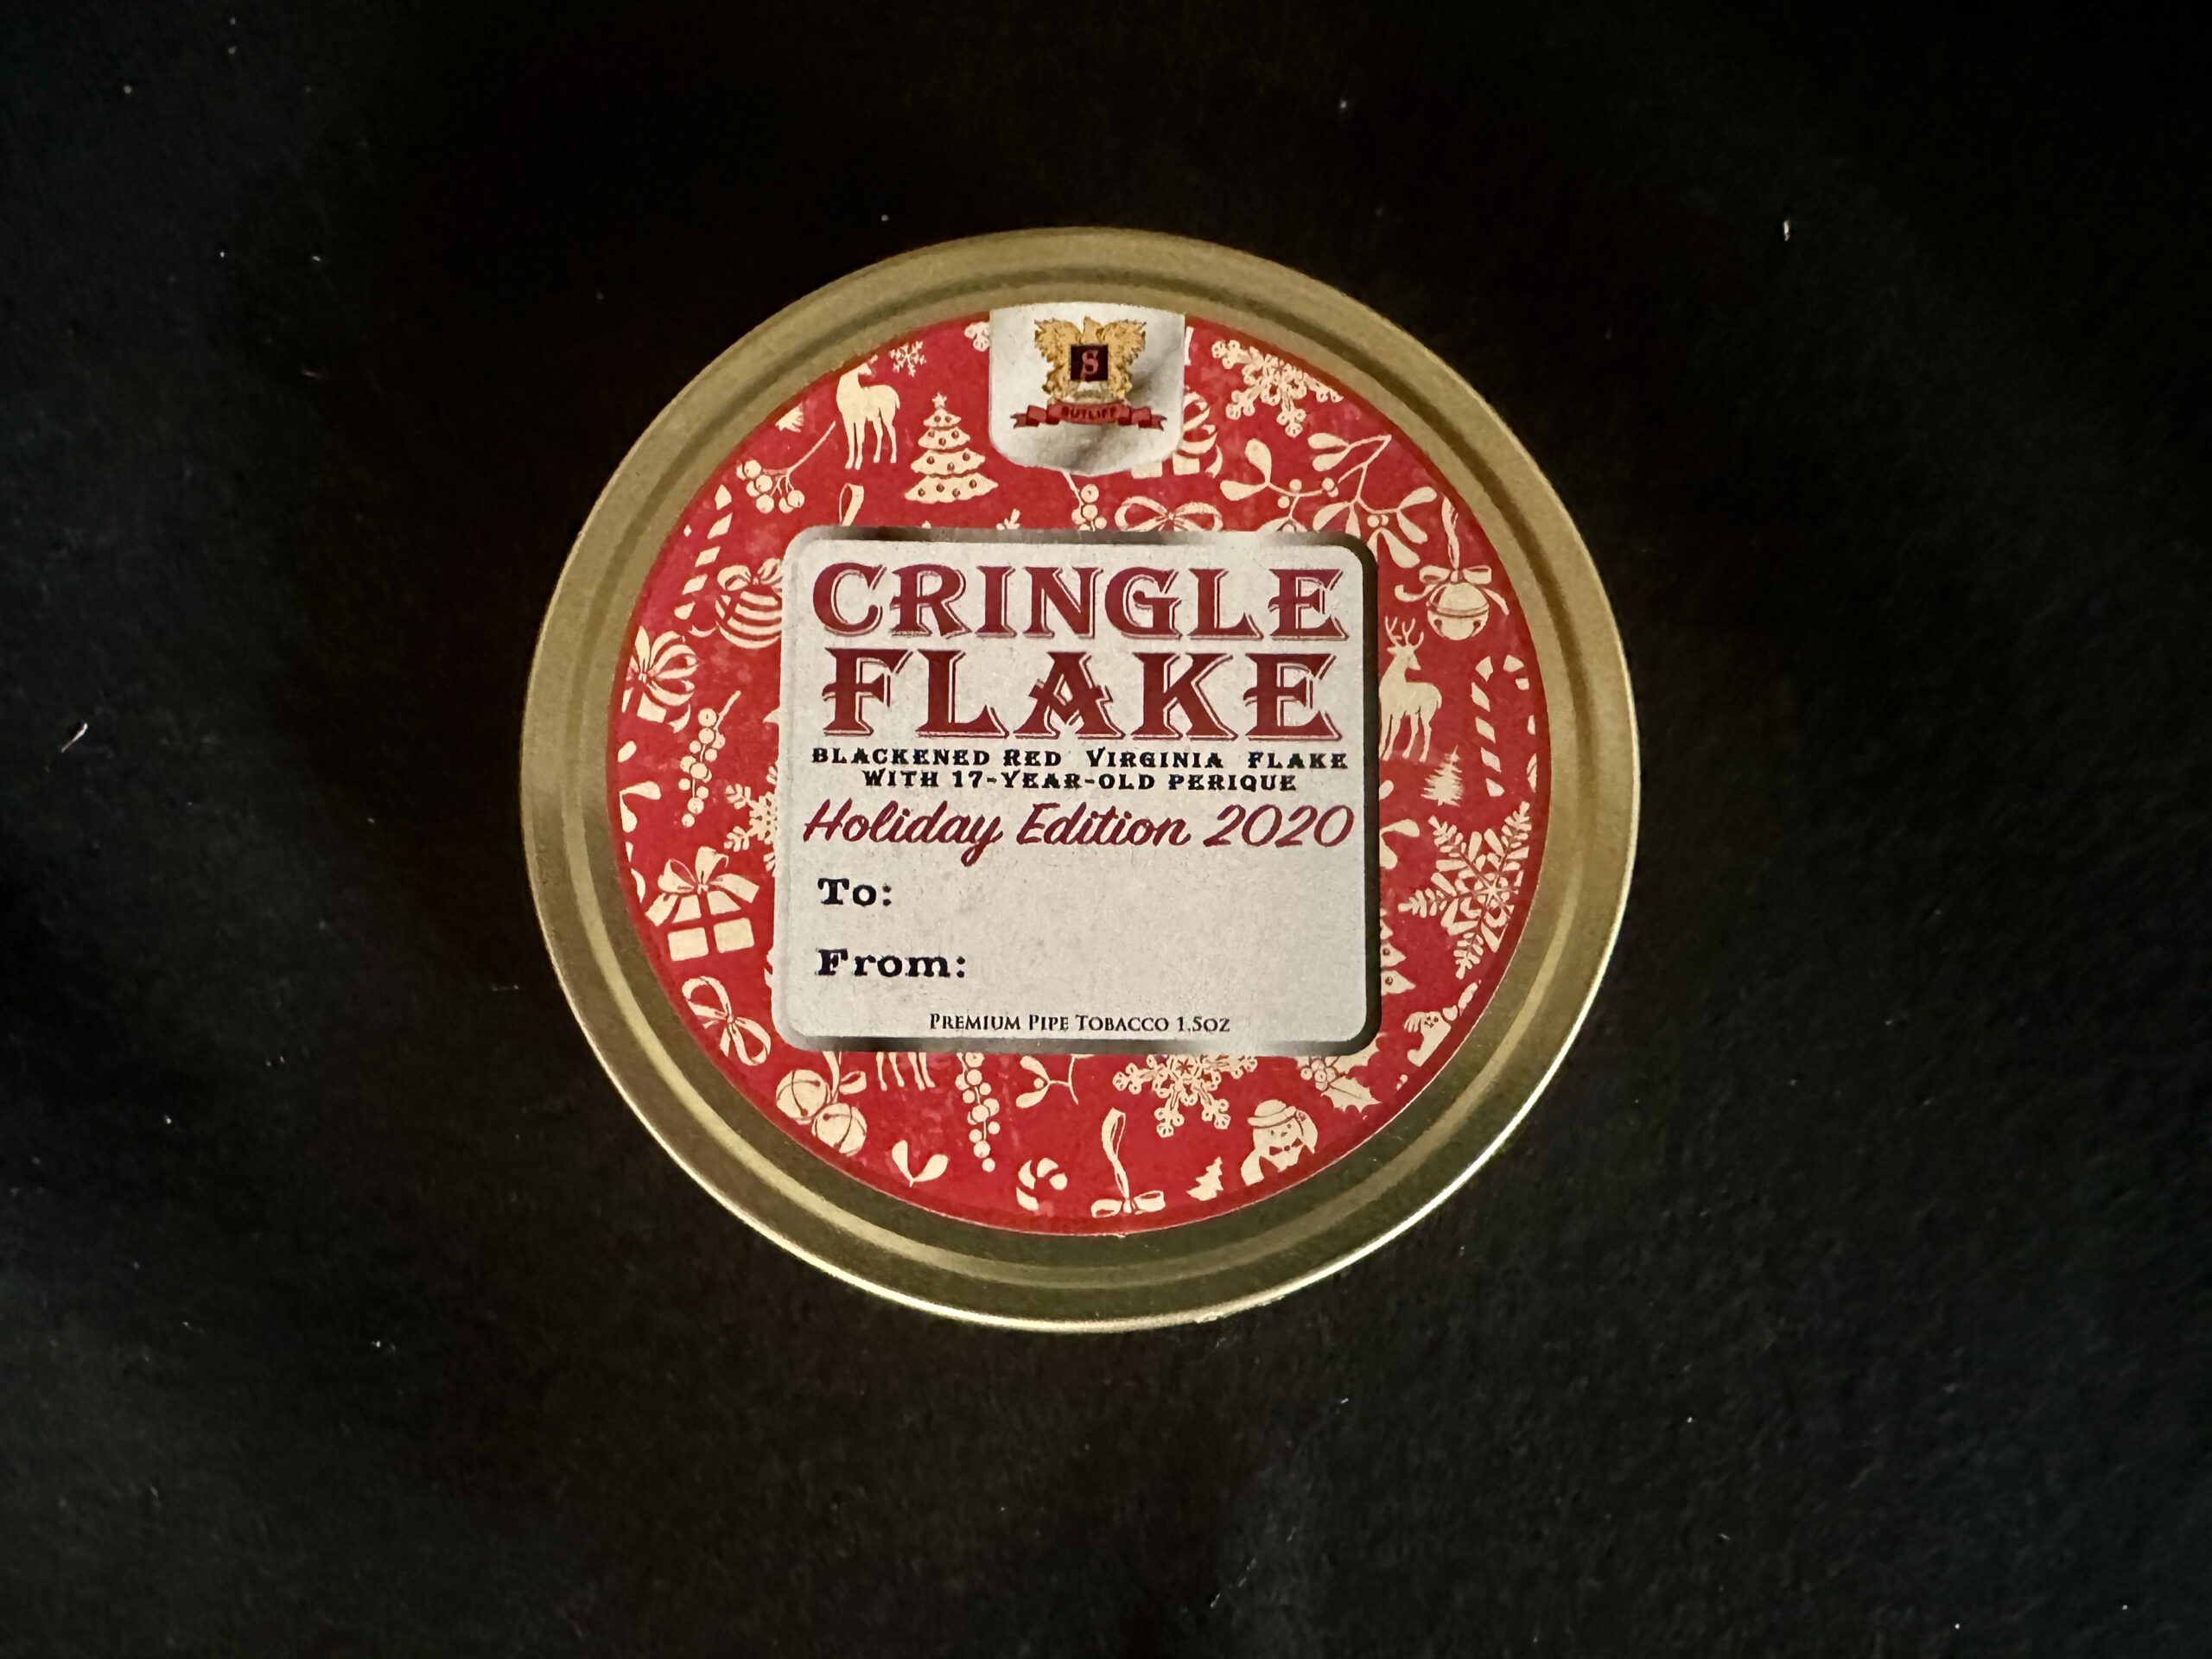 S
SUTLIFF
CRINGLE
FLAKE
BLACKENED RED VIRGINIA FLAKE
WITH 17-YEAR-OLD PERIQUE
Holiday Edition 2020
To:
From:
PREMIUM PIPE TOBACCO 1.5OZ